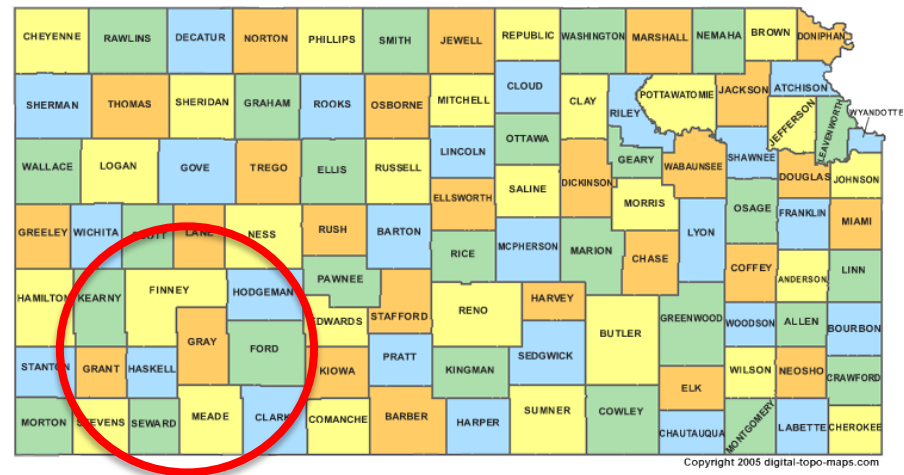 CHEYENNE RAWLINS DECATUR NORTON PHILLIPS SMITH JEWELL REPUBLIC WASHINGTON MARSHALL NEMAHA BROWN DONIPHAN
SHERMAN THOMAS SHERIDAN GRAHAM ROOKS OSBORNE MITCHELL CLOUD CLAY RILEY POTTAWATOMIE JACKSON ATCHISON
JEFFERSON LEAVENWORTH WYANDOTTE
WALLACE LOGAN GOVE TREGO ELLIS RUSSELL LINCOLN OTTAWA GEARY WABAUNSEE SHAWNEE DOUGLAS JOHNSON
ELLSWORTH SALINE DICKINSON MORRIS OSAGE FRANKLIN MIAMI
GREELEY WICHITA SCOTT LANE NESS RUSH BARTON RICE MCPHERSON MARION CHASE LYON COFFEY ANDERSON LINN
HAMILTON KEARNY FINNEY HODGEMAN PAWNEE
EDWARDS STAFFORD RENO HARVEY BUTLER GREENWOOD WOODSON ALLEN BOURBON
GRAY FORD
STANTON GRANT HASKELL KIOWA PRATT KINGMAN SEDGWICK ELK WILSON NEOSHO CRAWFORD
MORTON STEVENS SEWARD MEADE CLARK COMANCHE BARBER HARPER SUMNER COWLEY CHAUTAUQUA MONTGOMERY LABETTE CHEROKEE
Copyright 2005 digital-topo-maps.com